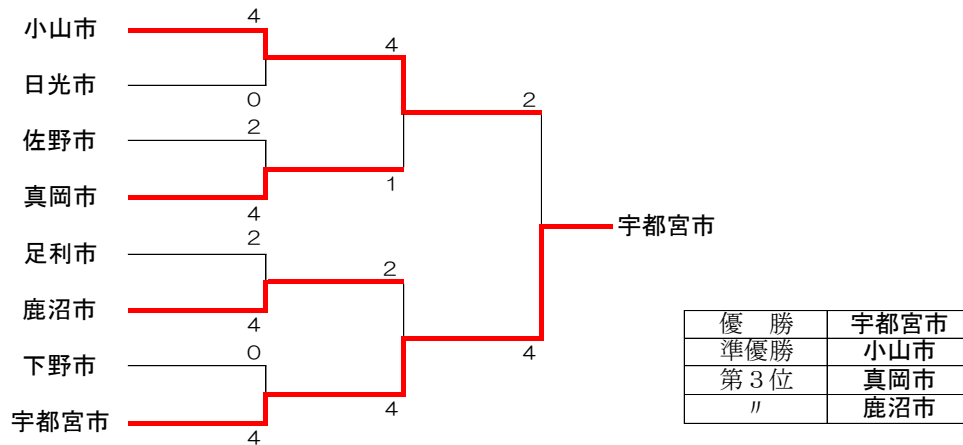 4
小山市
4
日光市
2
0
2
佐野市
1
真岡市
4
宇都宮市
2
足利市
2
鹿沼市
4
0
下野市
4
4
宇都宮市
4
優　勝 宇都宮市
準優勝 小山市
第３位 真岡市
〃 鹿沼市